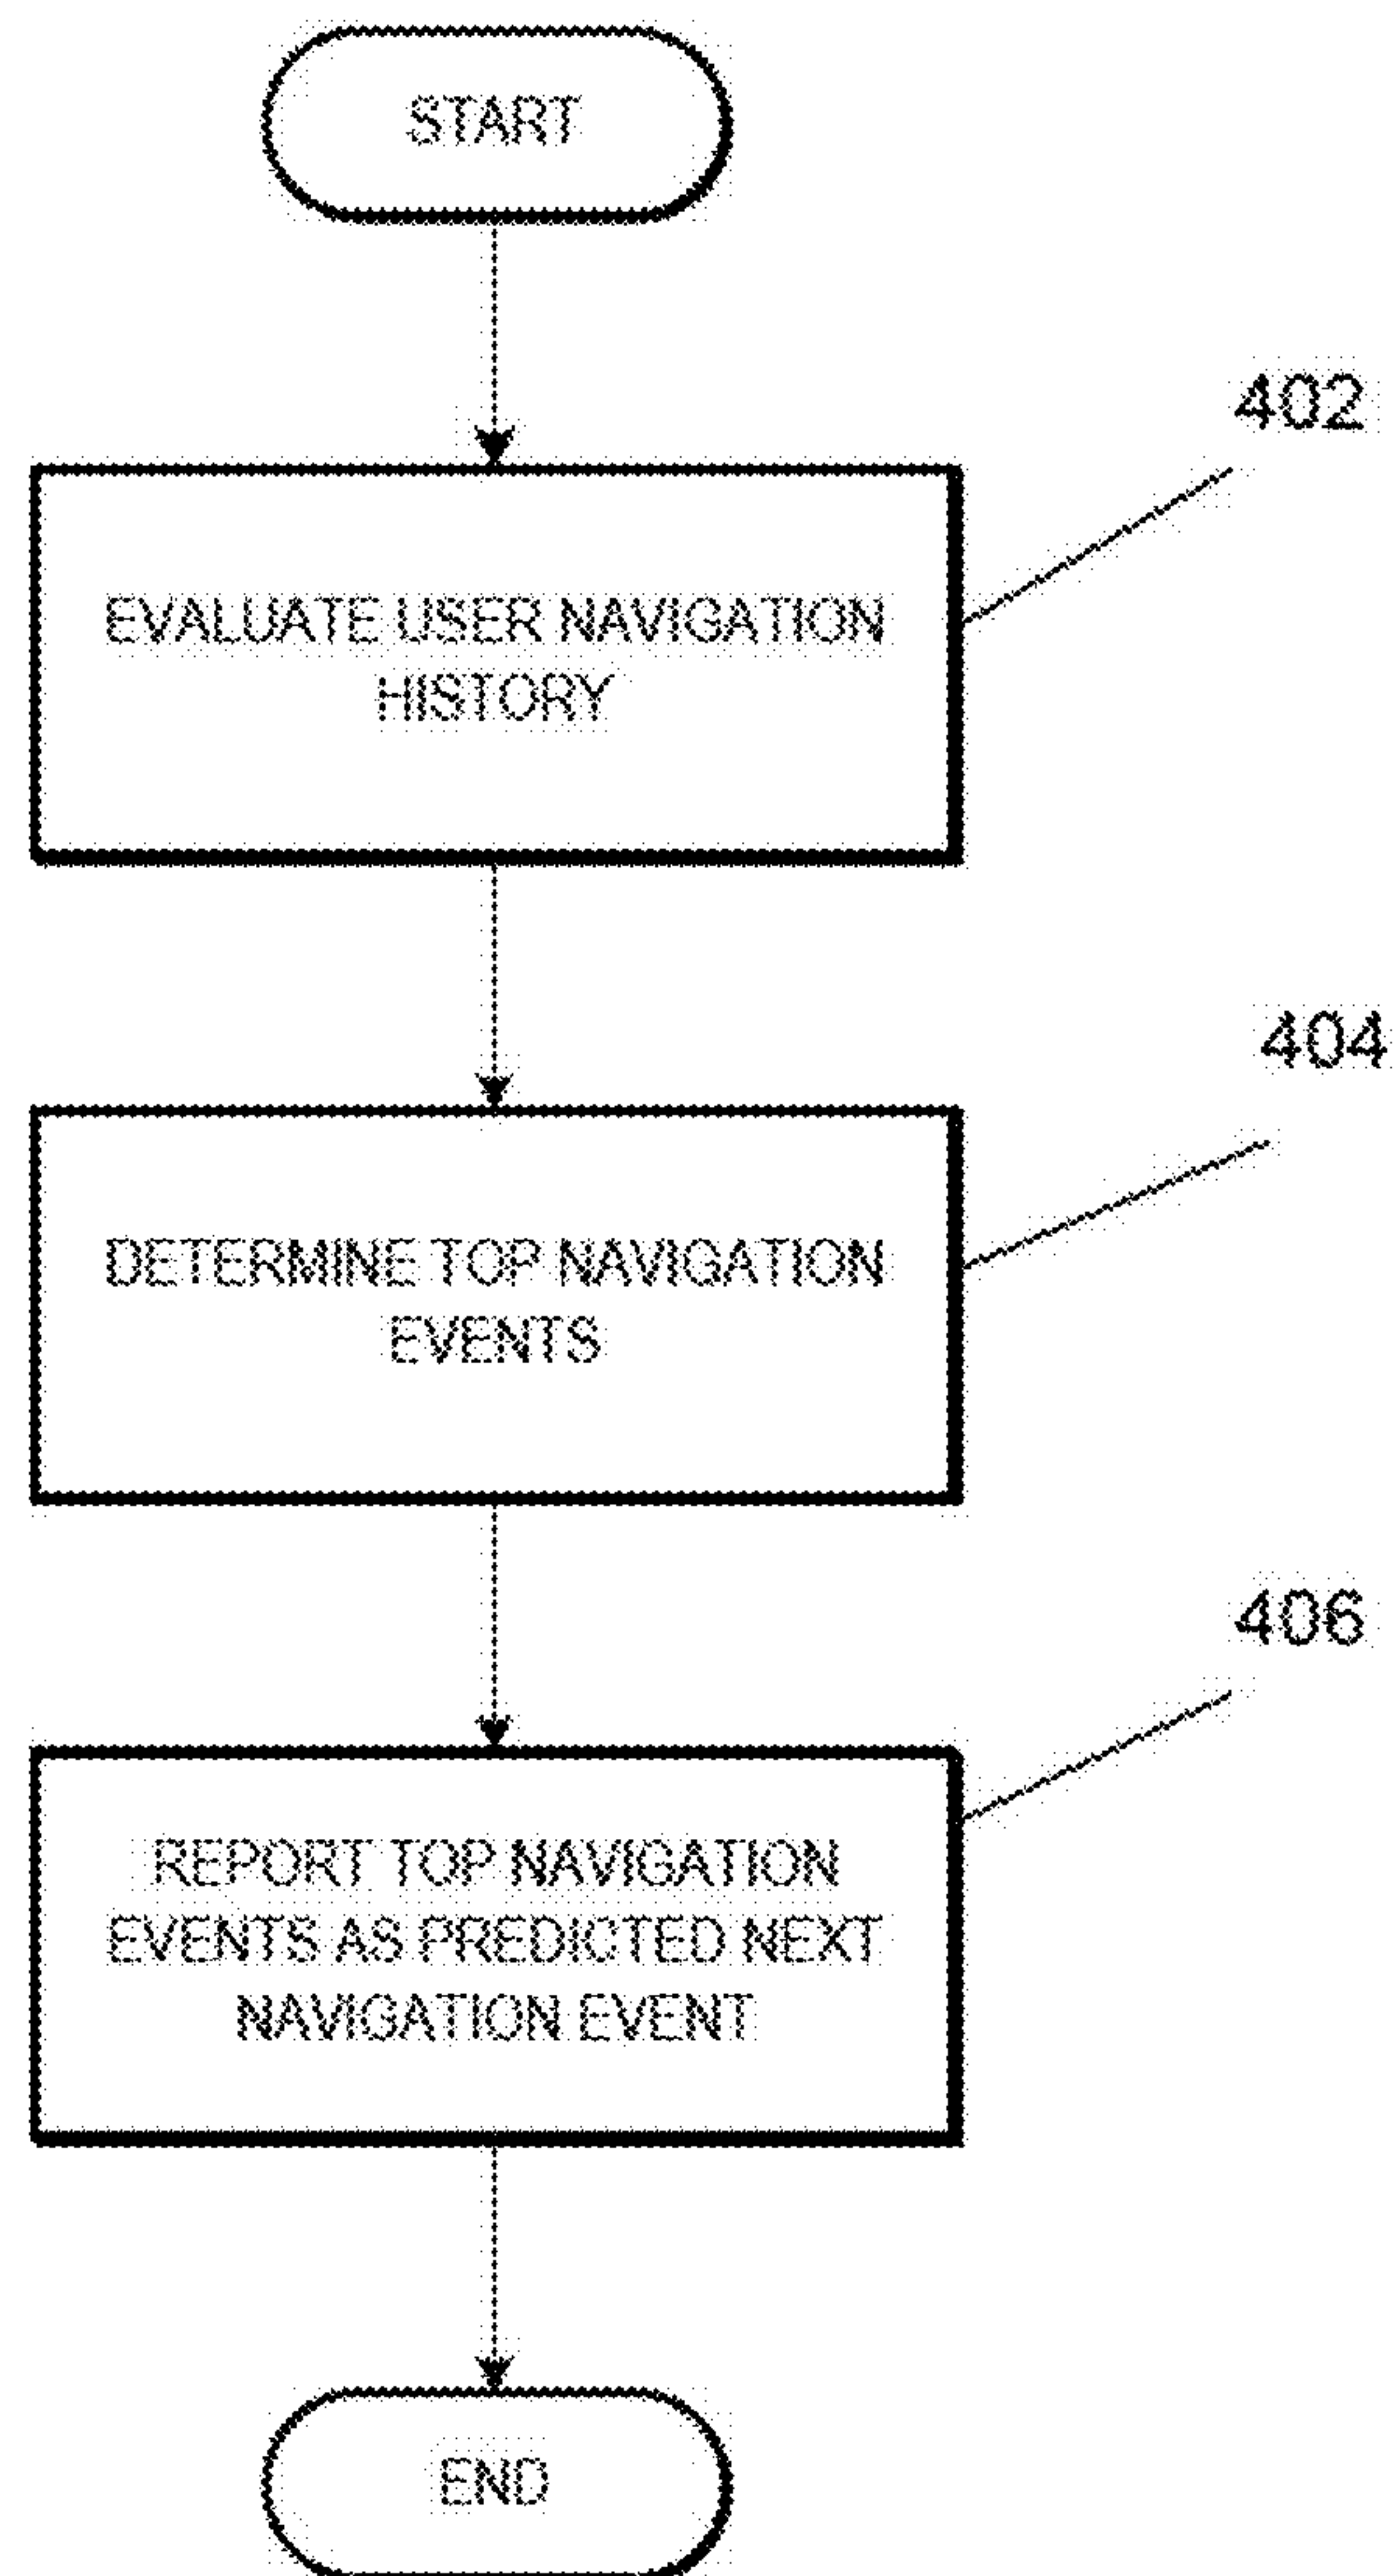 START
402
EVALUATE USER NAVIGATION
HISTORY
404
DETERMINE TOP NAVIGATION
EVENTS
406
REPORT TOP NAVIGATION
EVENTS AS PREDICTED NEXT
NAVIGATION EVENT
END